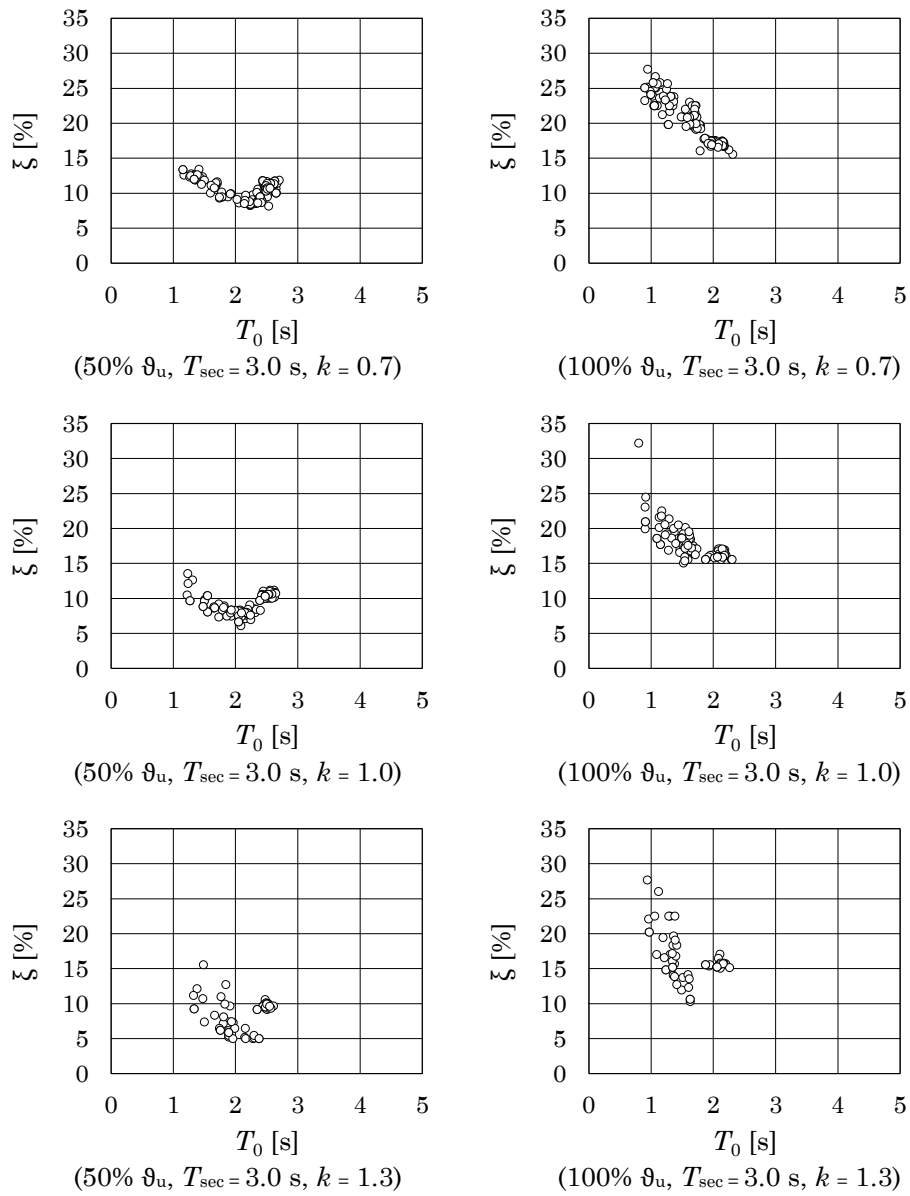 35
30
25
20
15
10
5
0
ξ [%]
0 1 2 3 4 5
T0 [s]
(50% ϑu, Tsec = 3.0 s, k = 0.7)
35
30
25
20
15
10
5
0
ξ [%]
0 1 2 3 4 5
T0 [s]
(100% ϑu, Tsec = 3.0 s, k = 0.7)
35
30
25
20
15
10
5
0
ξ [%]
0 1 2 3 4 5
T0 [s]
(50% ϑu, Tsec = 3.0 s, k = 1.0)
35
30
25
20
15
10
5
0
ξ [%]
0 1 2 3 4 5
T0 [s]
(100% ϑu, Tsec = 3.0 s, k = 1.0)
35
30
25
20
15
10
5
0
ξ [%]
0 1 2 3 4 5
T0 [s]
(50% ϑu, Tsec = 3.0 s, k = 1.3)
35
30
25
20
15
10
5
0
ξ [%]
0 1 2 3 4 5
T0 [s]
(100% ϑu, Tsec = 3.0 s, k = 1.3)